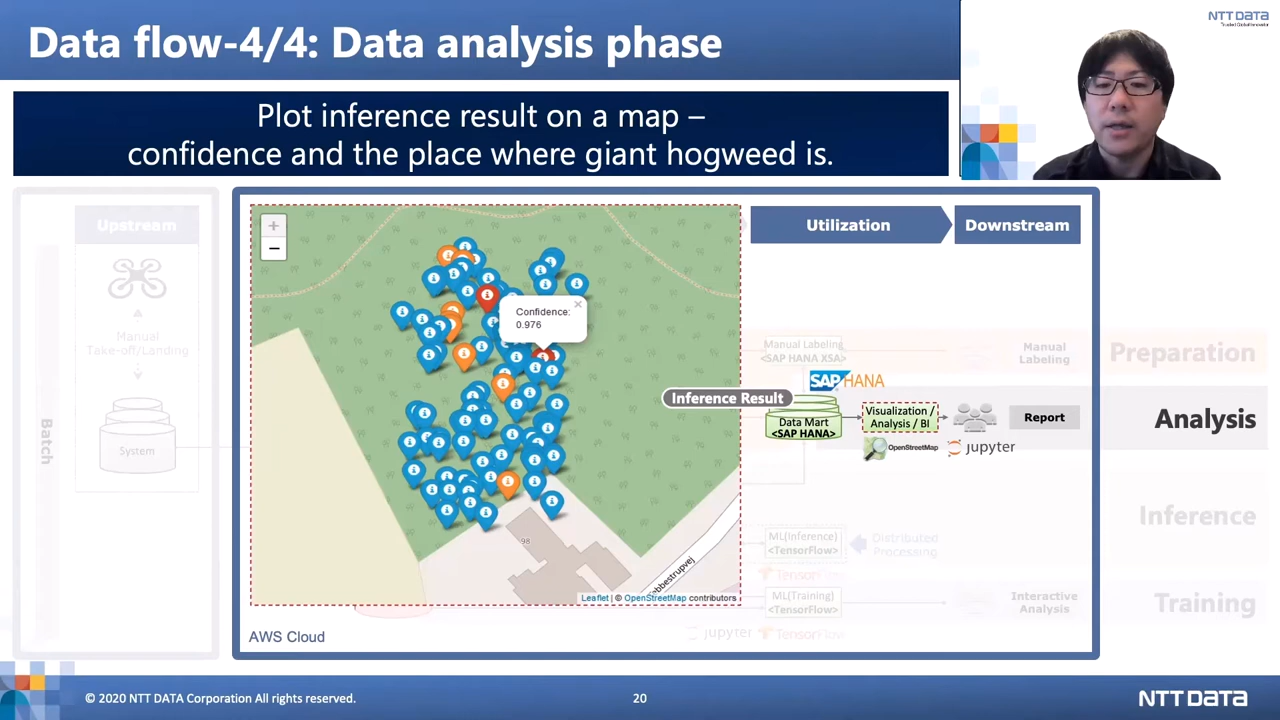 Data flow-4/4: Data analysis phase
NTT DATA
Plot inference result on a map –
confidence and the place where giant hogweed is.
Upstream
Manual
Take-off/Landing
System
Batch
+
−
Confidence:
0.976
×
98
bbestrupvej
Leaflet | © OpenStreetMap contributors
AWS Cloud
Utilization
Downstream
Manual Labeling
<SAP HANA XSA>
Manual
Labeling
Preparation
SAP HANA
Inference Result
Data Mart
<SAP HANA>
Visualization /
Analysis / BI
Report
Analysis
OpenStreetMap
jupyter
Inference
ML(Inference)
<TensorFlow>
Distributed
Processing
TensorFlow
ML(Training)
<TensorFlow>
Interactive
Analysis
Training
jupyter
TensorFlow
© 2020 NTT DATA Corporation All rights reserved.
20
NTT DATA